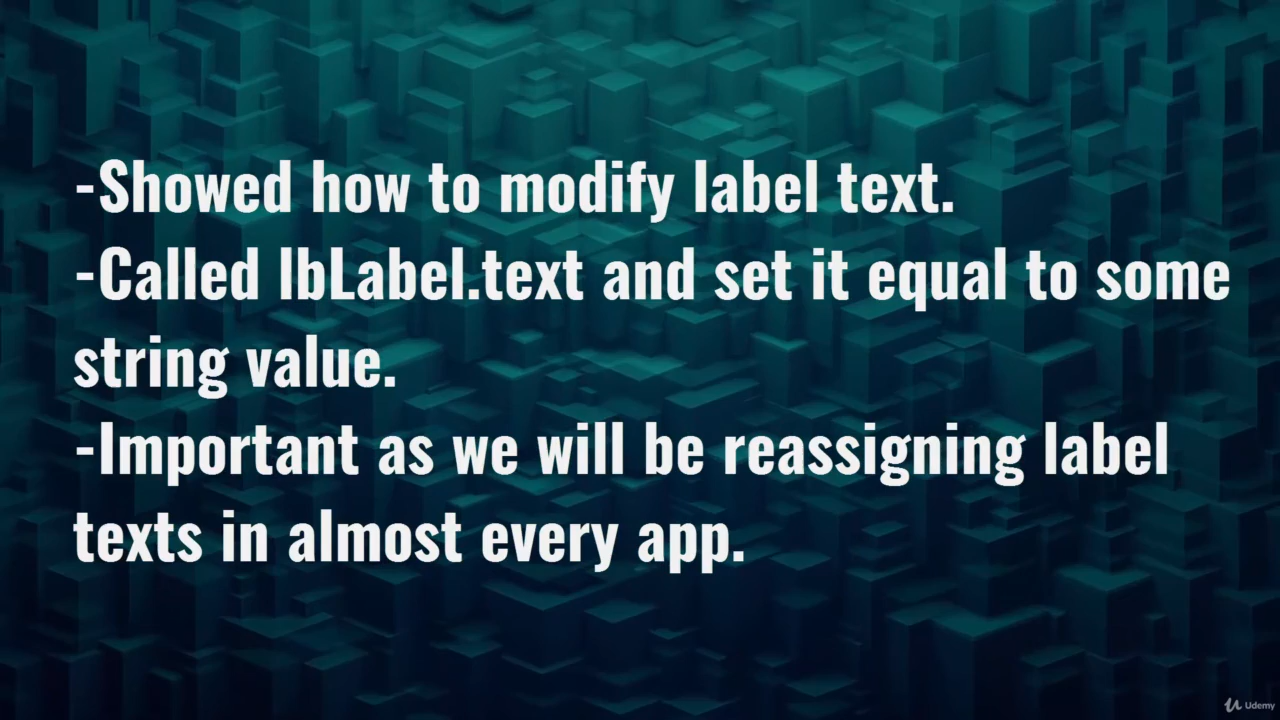 -Showed how to modify label text.
-Called lbLabel.text and set it equal to some
string value.
-Important as we will be reassigning label
texts in almost every app.
Udemy